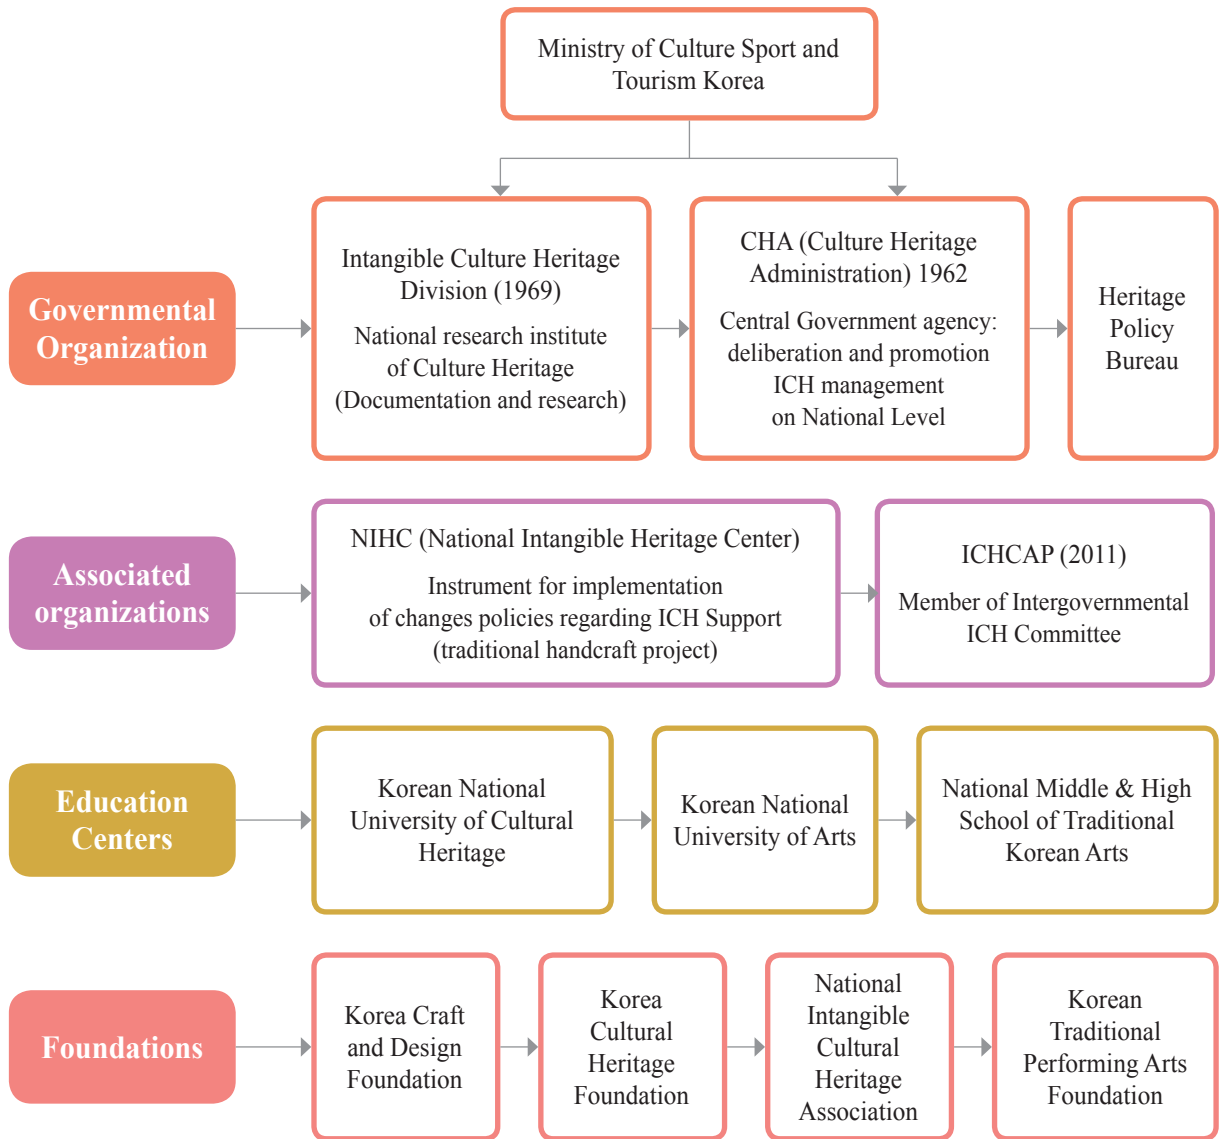 Ministry of Culture Sport and
Tourism Korea
Governmental
Organization
Intangible Culture Heritage
Division (1969)
National research institute
of Culture Heritage
(Documentation and research)
CHA (Culture Heritage
Administration) 1962
Central Government agency:
deliberation and promotion
ICH management
on National Level
Heritage
Policy
Bureau
Associated
organizations
NIHC (National Intangible Heritage Center)
Instrument for implementation
of changes policies regarding ICH Support
(traditional handcraft project)
ICHCAP (2011)
Member of Intergovernmental
ICH Committee
Education
Centers
Korean National
University of Cultural
Heritage
Korean National
University of Arts
National Middle & High
School of Traditional
Korean Arts
Foundations
Korea Craft
and Design
Foundation
Korea
Cultural
Heritage
Foundation
National
Intangible
Cultural
Heritage
Association
Korean
Traditional
Performing Arts
Foundation